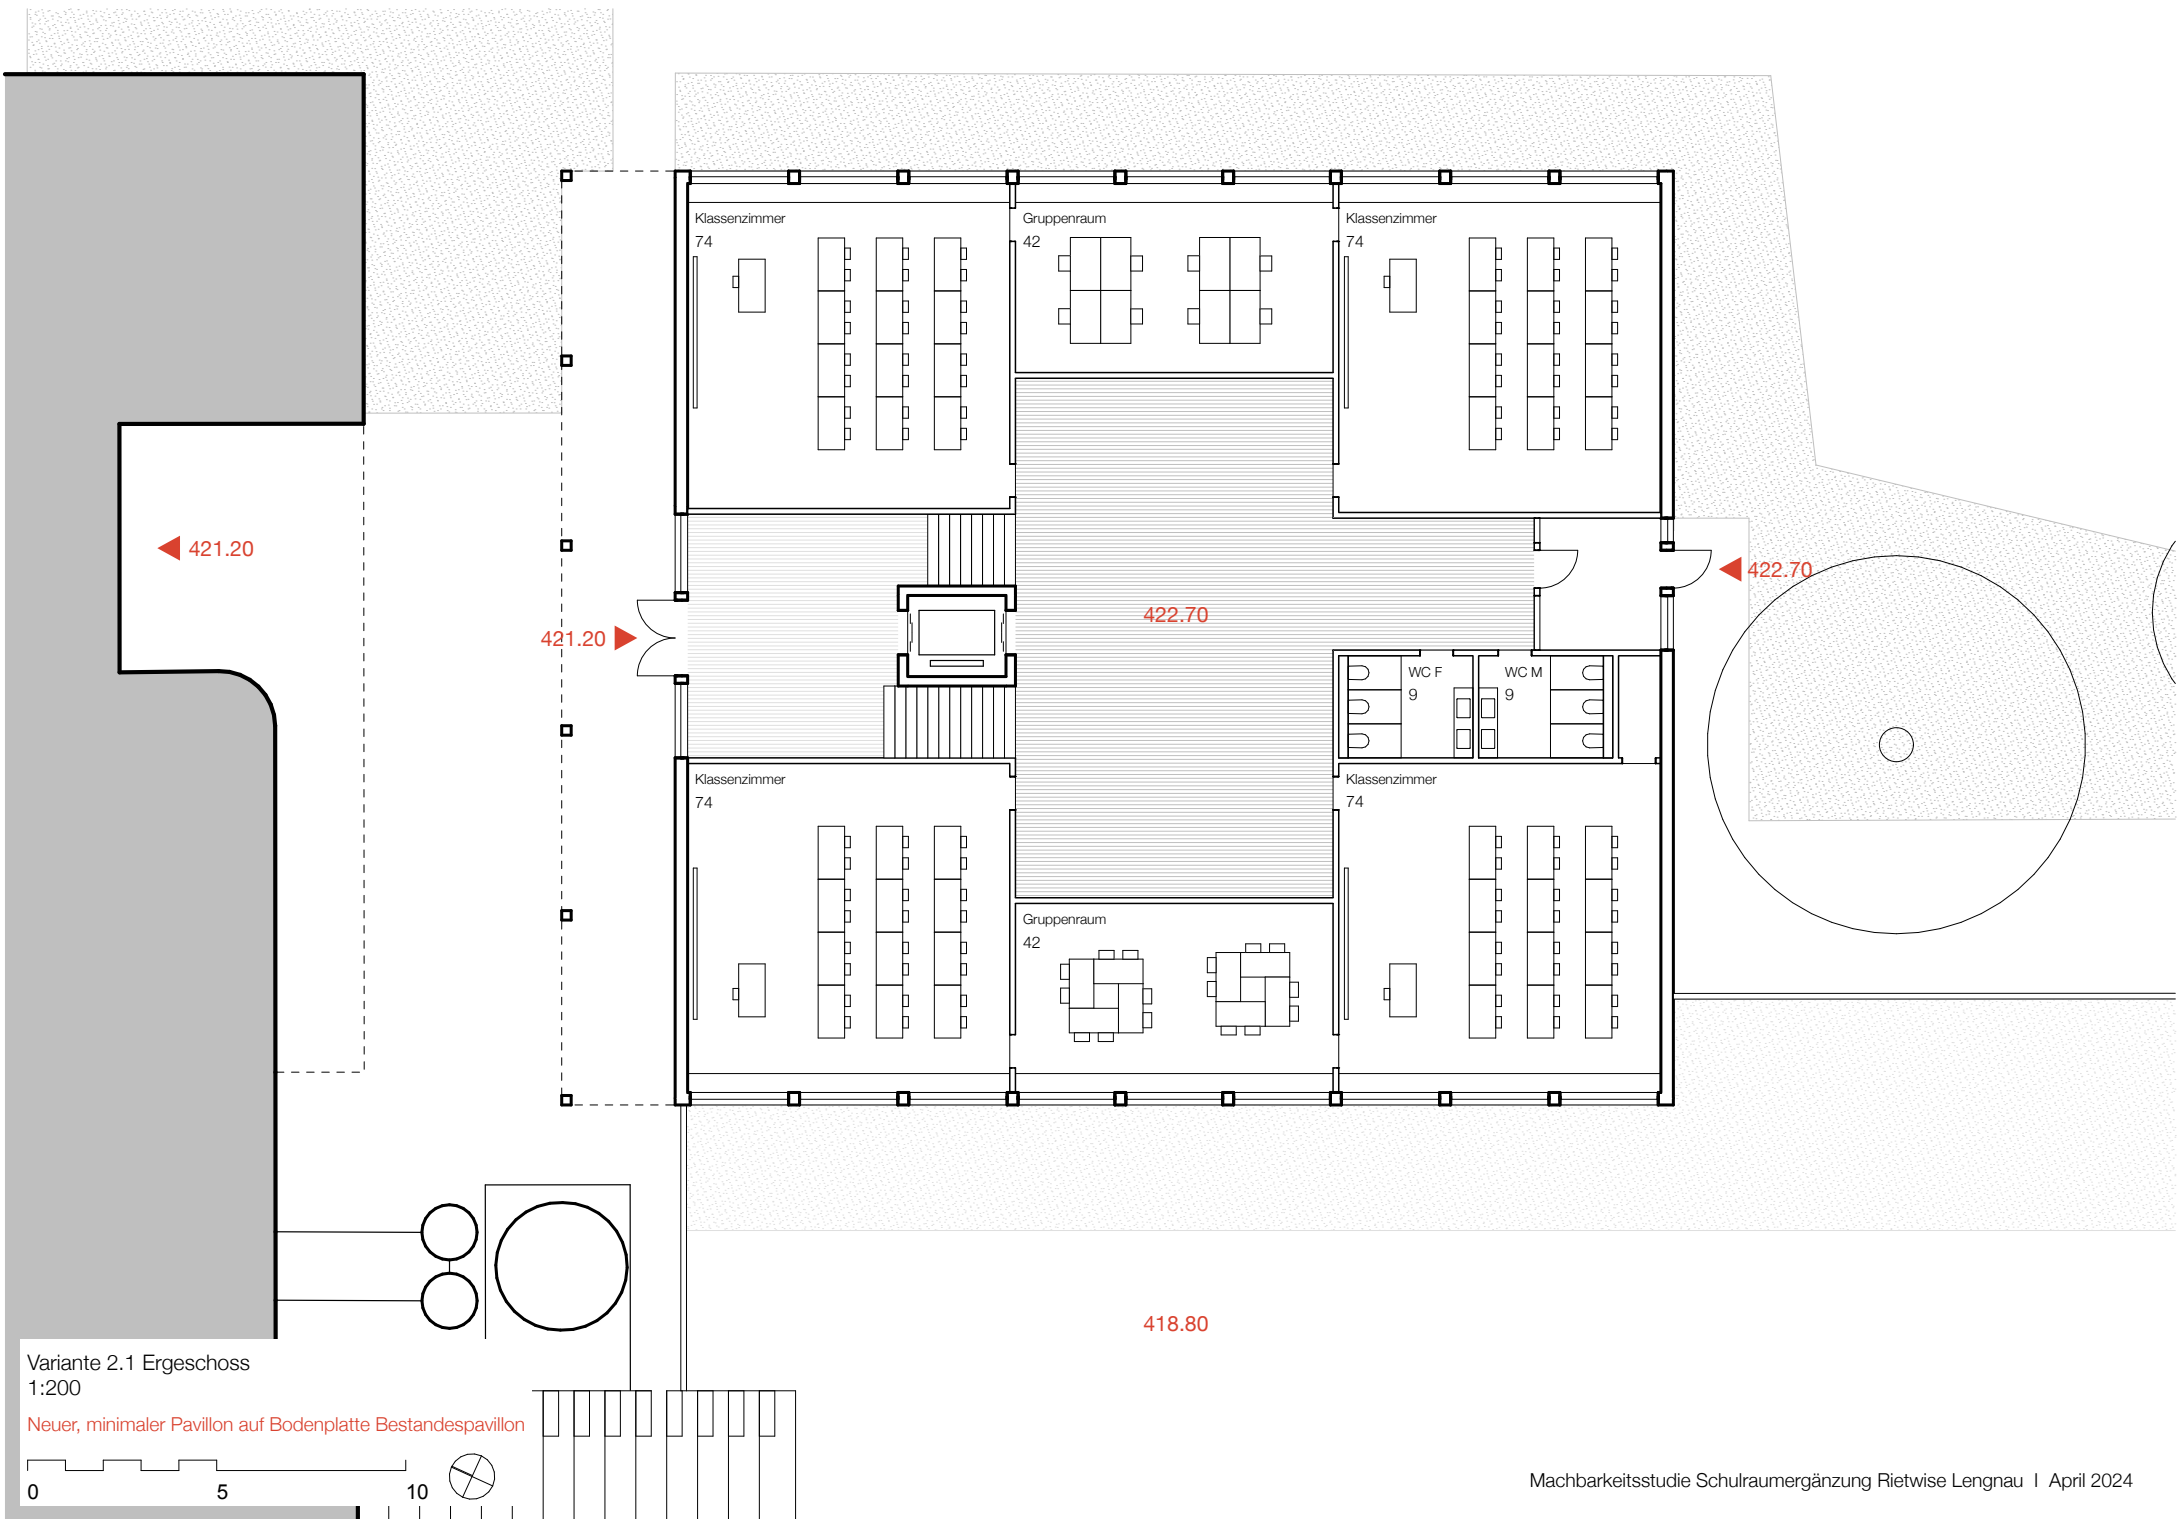 Klassenzimmer
74
Gruppenraum
42
Klassenzimmer
74
421.20
422.70
421.20
422.70
WC F
9
WC M
9
Klassenzimmer
74
Klassenzimmer
74
Gruppenraum
42
418.80
Variante 2.1 Ergeschoss
1:200
Neuer, minimaler Pavillon auf Bodenplatte Bestandespavillon
0 5 10
Machbarkeitsstudie Schulraumergänzung Rietwise Lengnau I April 2024